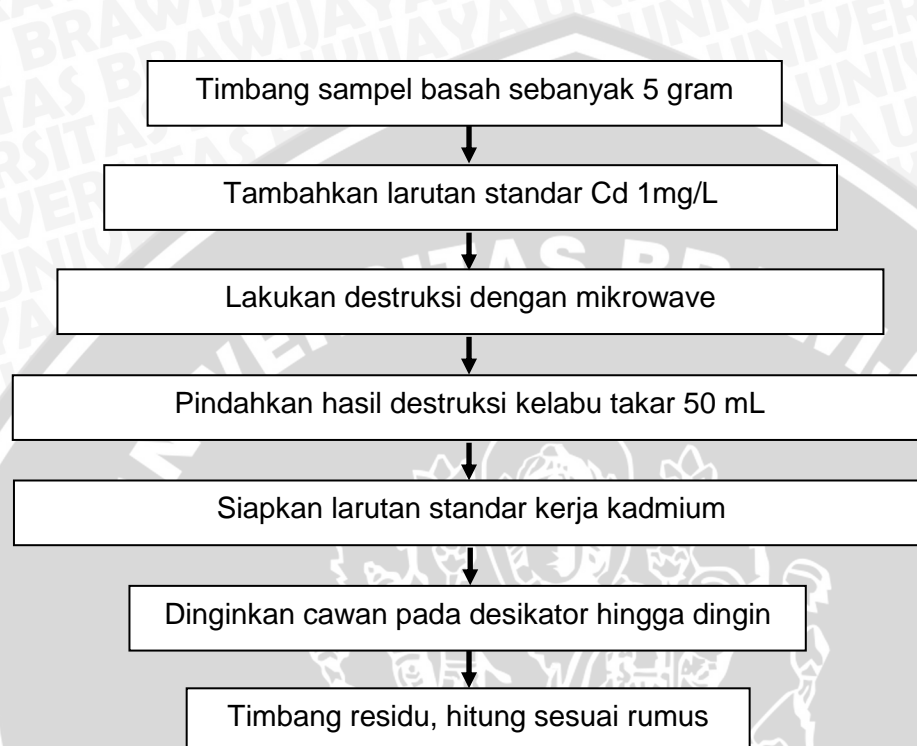 Timbang sampel basah sebanyak 5 gram
Tambahkan larutan standar Cd 1mg/L
Lakukan destruksi dengan mikrowave
Pindahkan hasil destruksi kelabu takar 50 mL
Siapkan larutan standar kerja kadmium
Dinginkan cawan pada desikator hingga dingin
Timbang residu, hitung sesuai rumus